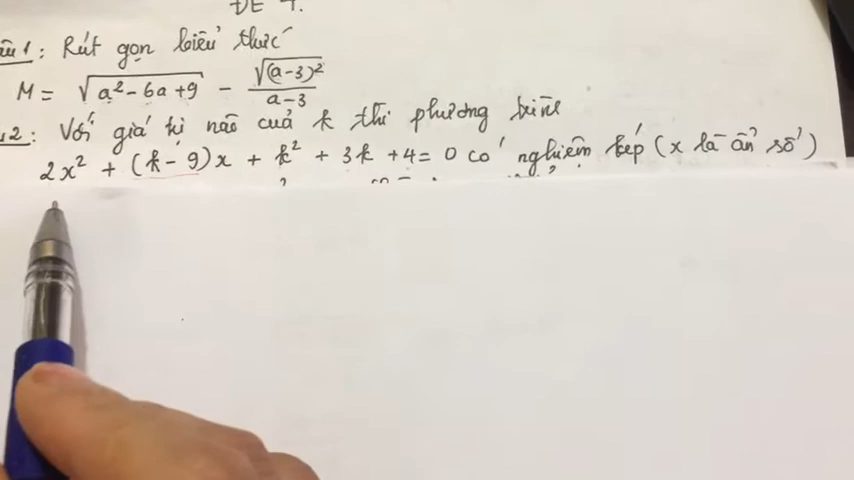 ĐỀ 4.
Câu 1: Rút gọn biểu thức
M = √(a² - 6a + 9) - √((a-3)²) / (a-3)
2: Với giá trị nào của k thì phương trình
2x² + (k - 9)x + k² + 3k + 4 = 0 có nghiệm kép (x là ẩn số)